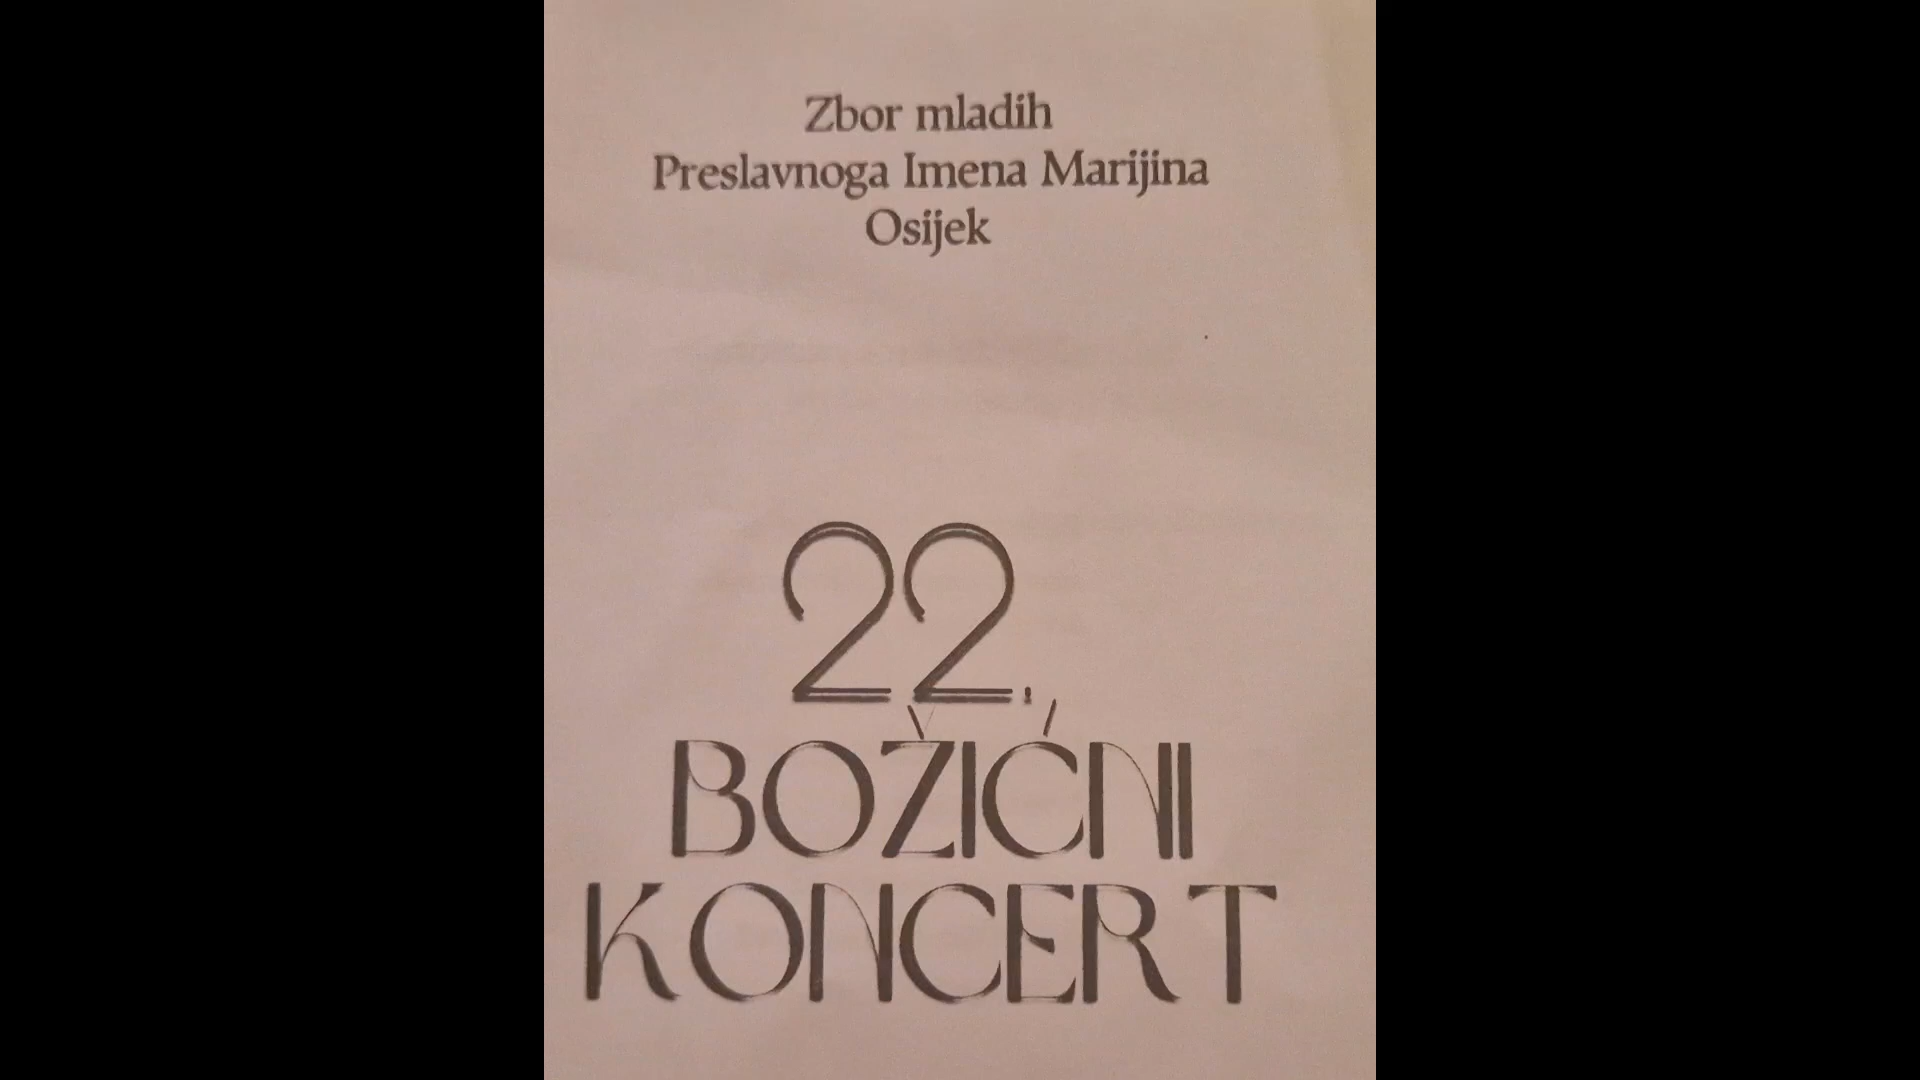 Zbor mladih
Preslavnoga Imena Marijina
Osijek
22.
BOŽIĆNI
KONCERT